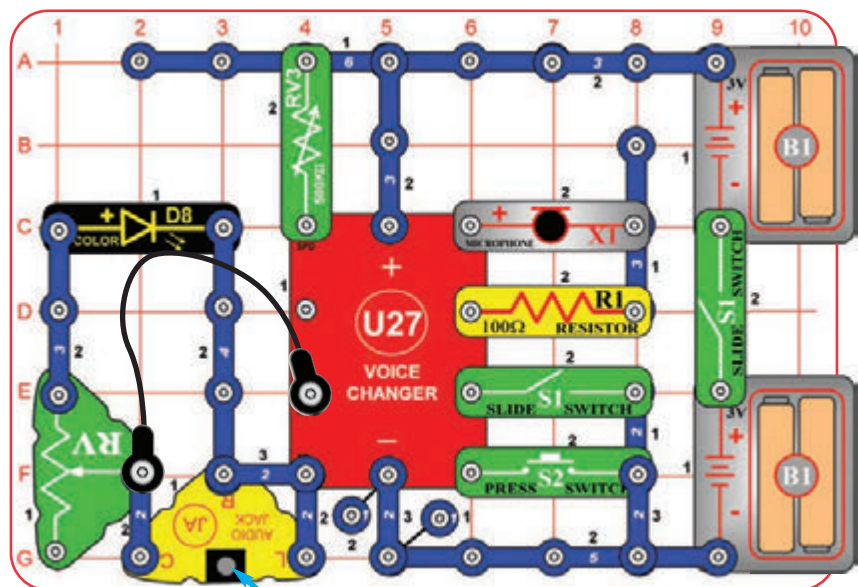 1 2 3 4 5 6 7 8 9 10
A 1 6 3 2
RV3 2 500KΩ
3V + - B1
B 3 2 1
1 + D8 COLOR
2 + X1 MICROPHONE
C SPD
+ 3 1
D 3 2 2 4 1
U27
VOICE
CHANGER
2 R1 100Ω RESISTOR
S1 SLIDE SWITCH 2
E 2 S1 SLIDE SWITCH 2 1
RV 1
−
F 3 2 2 S2 PRESS SWITCH
3V + - B1 1
1 R JA AUDIO JACK C L
2 2 2 2 2 3 1 1 2 1 2 3
G 2 5